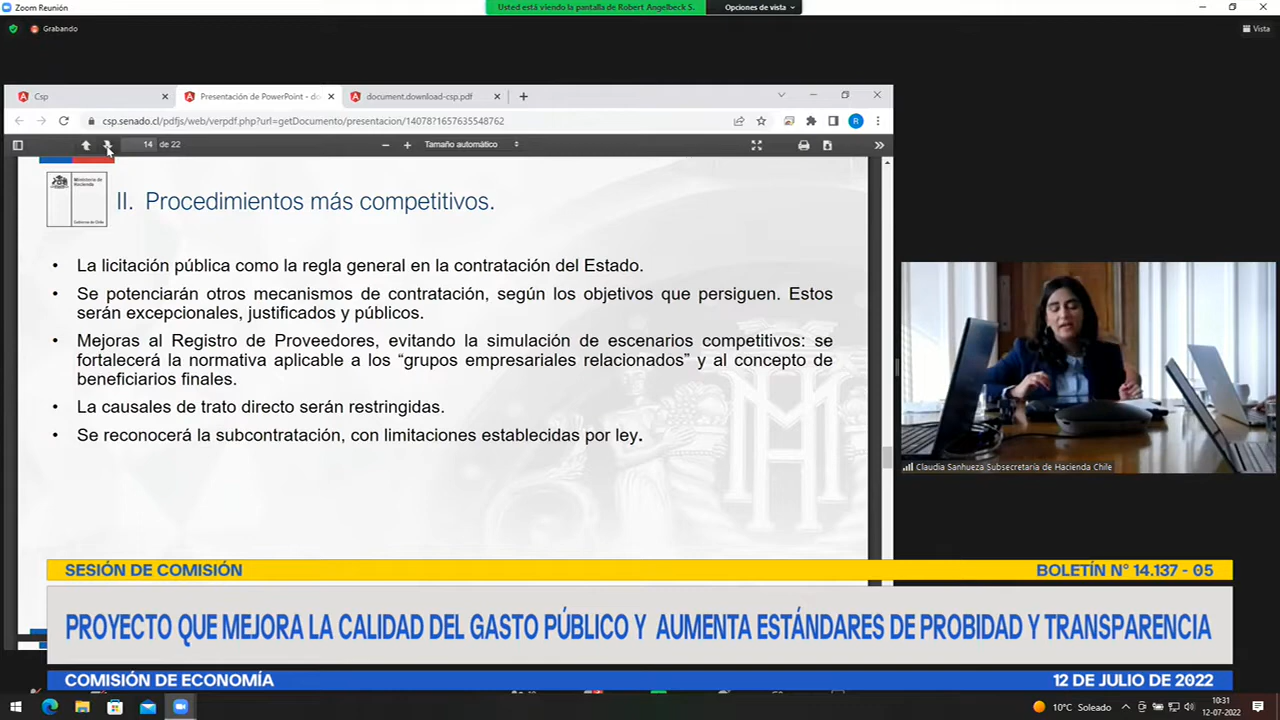 Zoom Reunión
Usted está viendo la pantalla de Robert Angelbeck S.
Opciones de vista
Grabando
Vista
Csp
Presentación de PowerPoint - do
document.download-csp.pdf
csp.senado.cl/pdfjs/web/verpdf.php?url=getDocumento/presentacion/14078?1657635548762
R
14 de 22
Tamaño automático
Ministerio de
Hacienda
Gobierno de Chile
II. Procedimientos más competitivos.
• La licitación pública como la regla general en la contratación del Estado.
• Se potenciarán otros mecanismos de contratación, según los objetivos que persiguen. Estos
serán excepcionales, justificados y públicos.
• Mejoras al Registro de Proveedores, evitando la simulación de escenarios competitivos: se
fortalecerá la normativa aplicable a los “grupos empresariales relacionados” y al concepto de
beneficiarios finales.
• La causales de trato directo serán restringidas.
• Se reconocerá la subcontratación, con limitaciones establecidas por ley.
Claudia Sanhueza Subsecretaría de Hacienda Chile
SESIÓN DE COMISIÓN
BOLETÍN N° 14.137 - 05
PROYECTO QUE MEJORA LA CALIDAD DEL GASTO PÚBLICO Y AUMENTA ESTÁNDARES DE PROBIDAD Y TRANSPARENCIA
COMISIÓN DE ECONOMÍA
12 DE JULIO DE 2022
10°C Soleado
10:31
12-07-2022